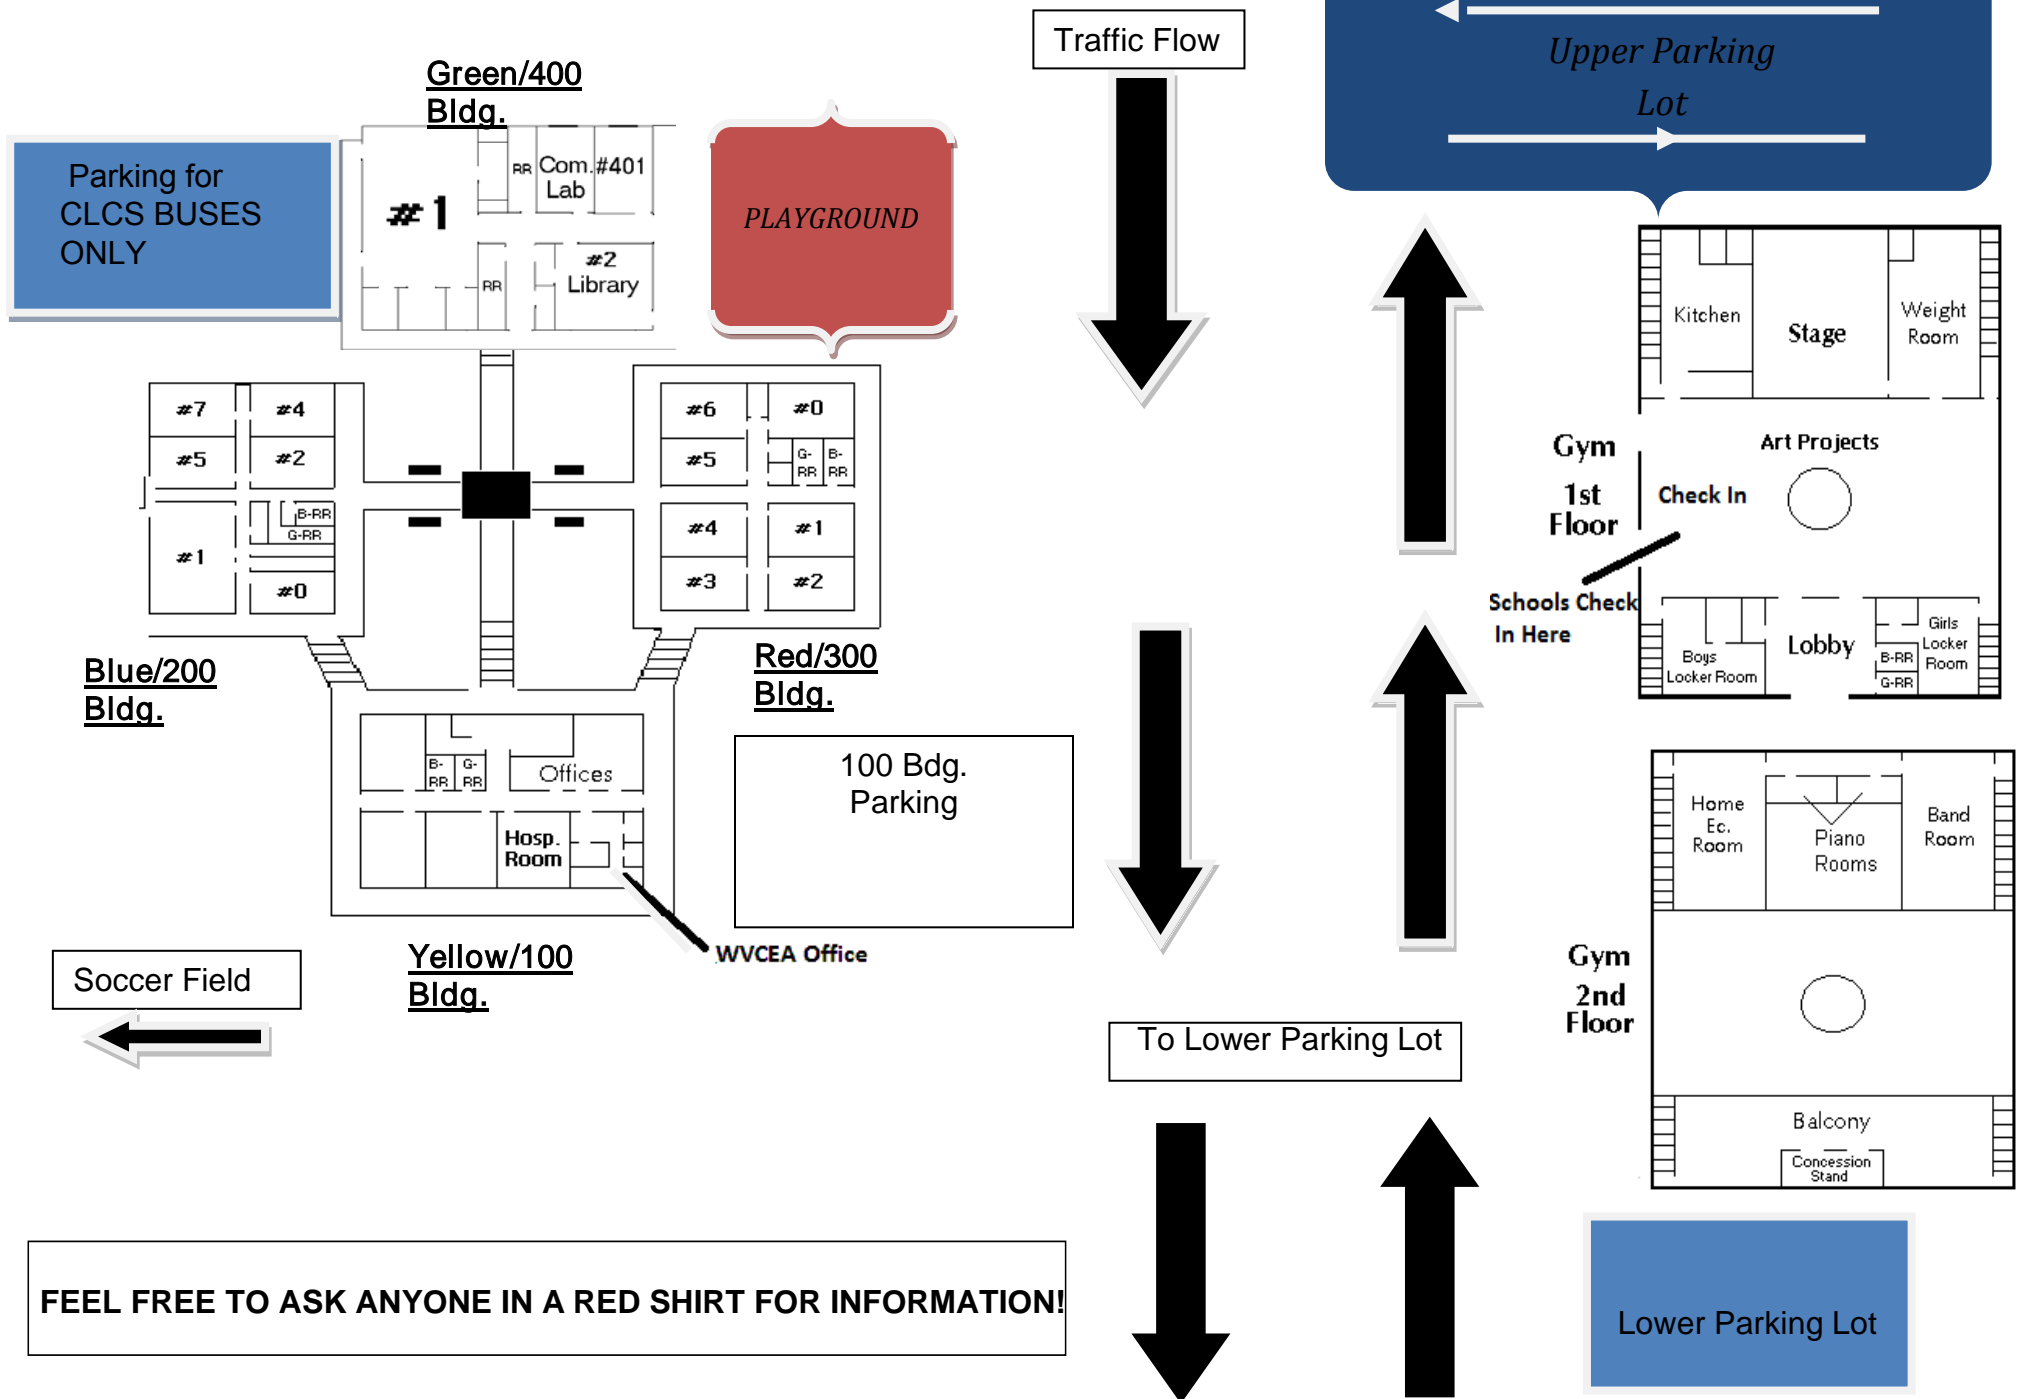 Traffic Flow
Upper Parking
Lot
Green/400
Bldg.
Parking for
CLCS BUSES
ONLY
#1
RR
Com.
Lab
#401
RR
#2
Library
PLAYGROUND
#7
#4
#5
#2
B-RR
G-RR
#1
#0
Blue/200
Bldg.
#6
#0
#5
G-
RR
B-
RR
#4
#1
#3
#2
Red/300
Bldg.
B-
RR
G-
RR
Offices
Hosp.
Room
Yellow/100
Bldg.
WVCEA Office
100 Bdg.
Parking
Soccer Field
To Lower Parking Lot
Kitchen
Stage
Weight
Room
Gym
1st
Floor
Art Projects
Check In
Schools Check
In Here
Boys
Locker Room
Lobby
B-RR
G-RR
Girls
Locker
Room
Home
Ec.
Room
Piano
Rooms
Band
Room
Gym
2nd
Floor
Balcony
Concession
Stand
Lower Parking Lot
FEEL FREE TO ASK ANYONE IN A RED SHIRT FOR INFORMATION!